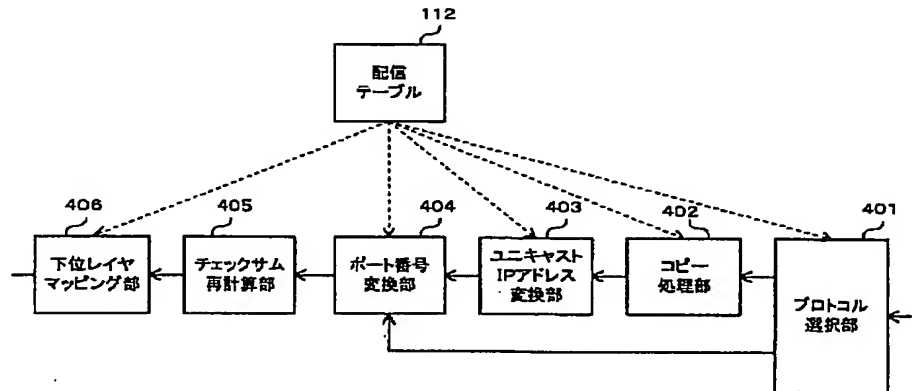 112
配信
テーブル
406
405
404
403
402
401
下位レイヤ
マッピング部
チェックサム
再計算部
ポート番号
変換部
ユニキャスト
IPアドレス
変換部
コピー
処理部
プロトコル
選択部